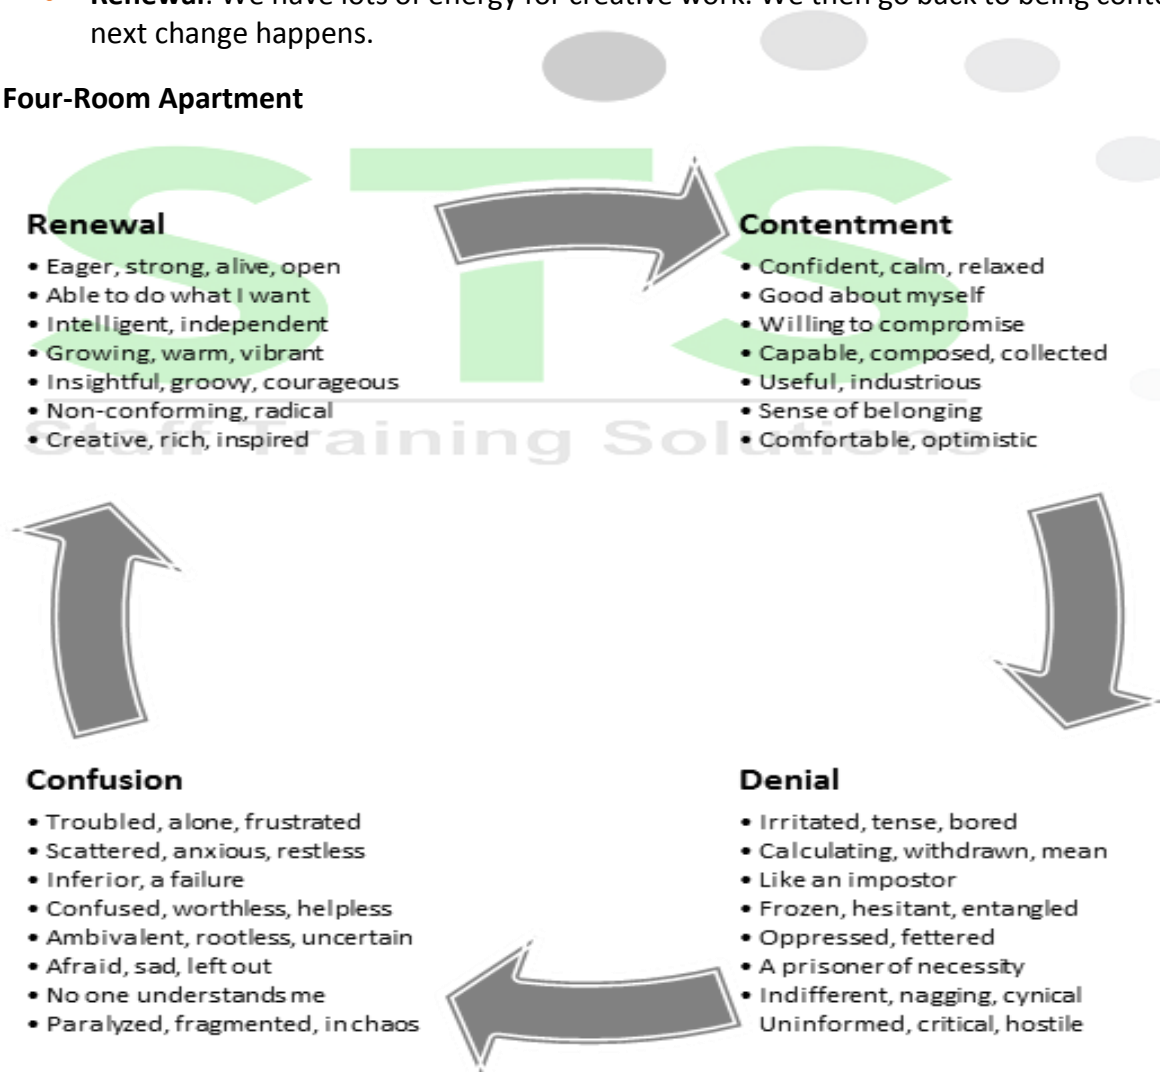 • Renewal: We have lots of energy for creative work. We then go back to being
next change happens.
Four-Room Apartment
STS
Staff Training Solutions
Renewal
• Eager, strong, alive, open
• Able to do what I want
• Intelligent, independent
• Growing, warm, vibrant
• Insightful, groovy, courageous
• Non-conforming, radical
• Creative, rich, inspired
Contentment
• Confident, calm, relaxed
• Good about myself
• Willing to compromise
• Capable, composed, collected
• Useful, industrious
• Sense of belonging
• Comfortable, optimistic
Confusion
• Troubled, alone, frustrated
• Scattered, anxious, restless
• Inferior, a failure
• Confused, worthless, helpless
• Ambivalent, rootless, uncertain
• Afraid, sad, left out
• No one understands me
• Paralyzed, fragmented, in chaos
Denial
• Irritated, tense, bored
• Calculating, withdrawn, mean
• Like an impostor
• Frozen, hesitant, entangled
• Oppressed, fettered
• A prisoner of necessity
• Indifferent, nagging, cynical
Uninformed, critical, hostile